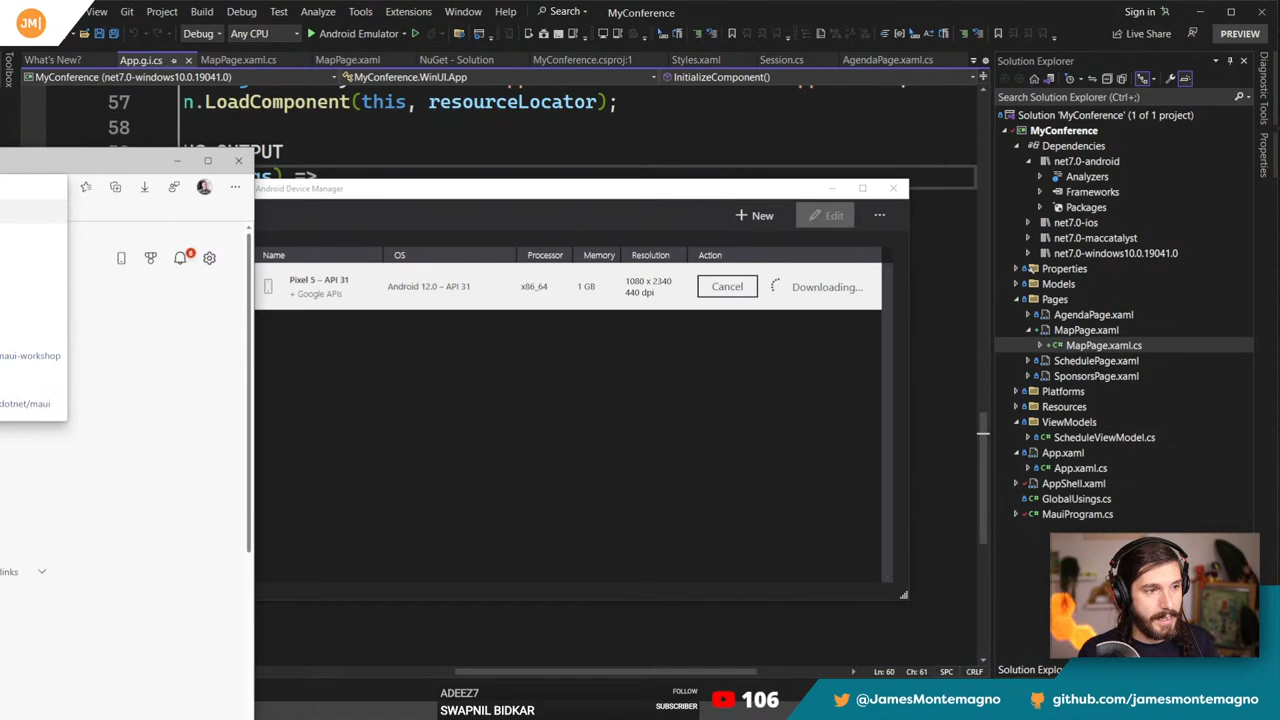 JM
View Git Project Build Debug Test Analyze Tools Extensions Window Help Search MyConference Sign in
Debug Any CPU Android Emulator Live Share PREVIEW
What's New? App.g.i.cs MapPage.xaml.cs MapPage.xaml NuGet - Solution MyConference.csproj:1 Styles.xaml Session.cs AgendaPage.xaml.cs
MyConference (net7.0-windows10.0.19041.0) MyConference.WinUI.App InitializeComponent()
Toolbox
57 n.LoadComponent(this, resourceLocator);
58
Android Device Manager
New Edit
Name OS Processor Memory Resolution Action
Pixel 5 – API 31
+ Google APIs
Android 12.0 – API 31
x86_64
1 GB
1080 x 2340
440 dpi
Cancel
Downloading...
6
maui-workshop
dotnet/maui
links
Solution Explorer
Search Solution Explorer (Ctrl+;)
Solution 'MyConference' (1 of 1 project)
MyConference
Dependencies
net7.0-android
Analyzers
Frameworks
Packages
net7.0-ios
net7.0-maccatalyst
net7.0-windows10.0.19041.0
Properties
Models
Pages
AgendaPage.xaml
MapPage.xaml
MapPage.xaml.cs
SchedulePage.xaml
SponsorsPage.xaml
Platforms
Resources
ViewModels
ScheduleViewModel.cs
App.xaml
App.xaml.cs
AppShell.xaml
GlobalUsings.cs
MauiProgram.cs
Diagnostic Tools
Properties
Ln: 60 Ch: 61 SPC CRLF
Solution Explo
ADEEZ7
SWAPNIL BIDKAR
FOLLOW
SUBSCRIBER
106
@JamesMontemagno
github.com/jamesmontemagno